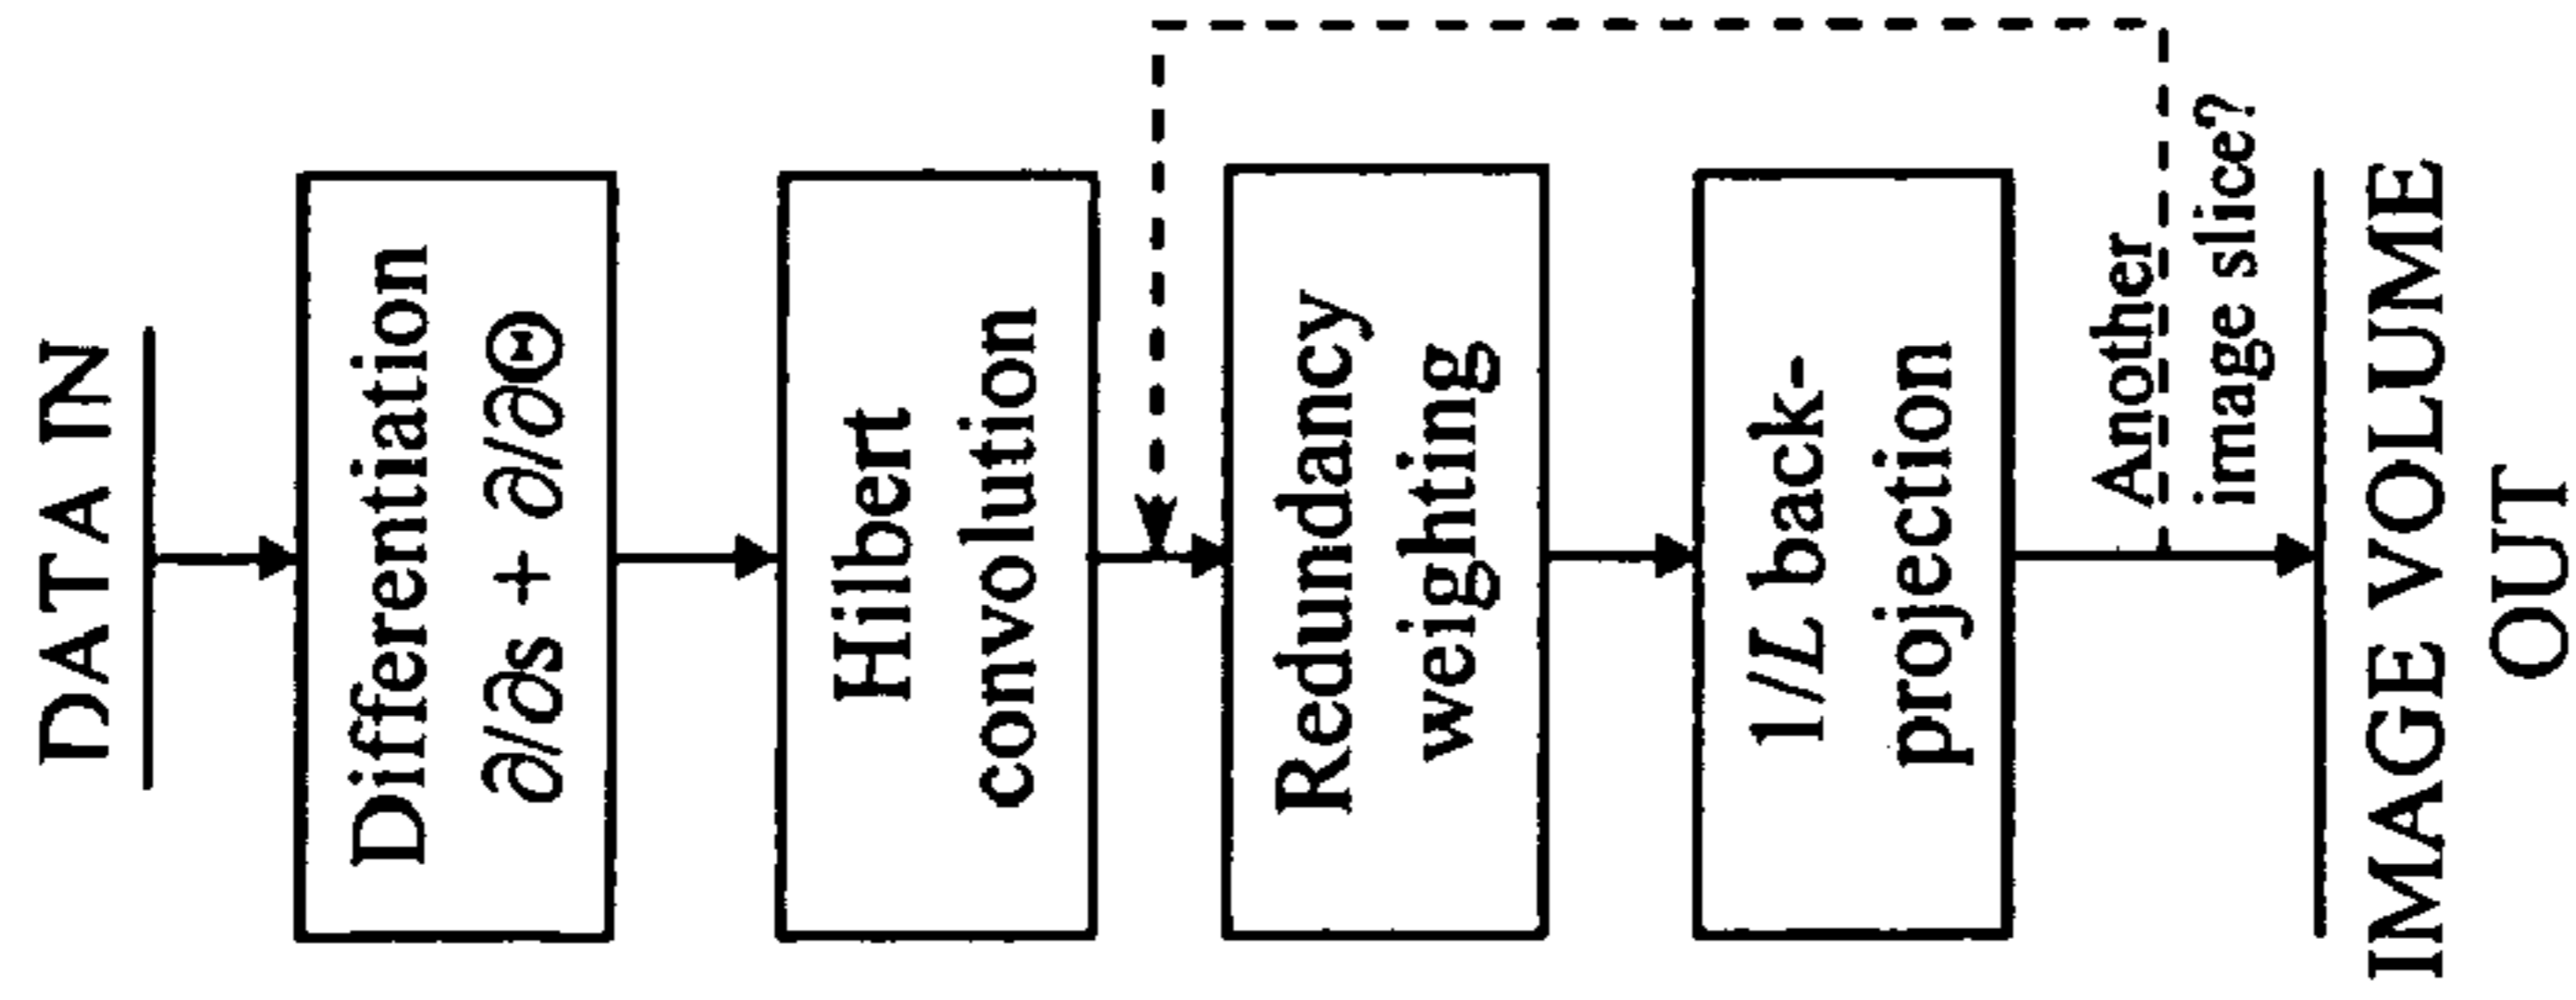 DATA IN
Differentiation
∂/∂s + ∂/∂Θ
Hilbert
convolution
Redundancy
weighting
1/L back-
projection
Another
image slice?
IMAGE VOLUME
OUT